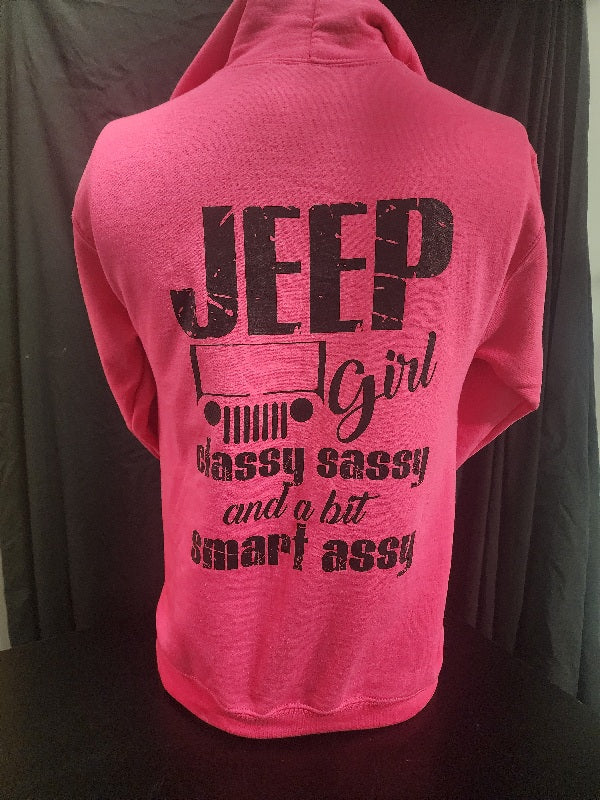 JEEP
Girl
classy sassy
and a bit
smart assy